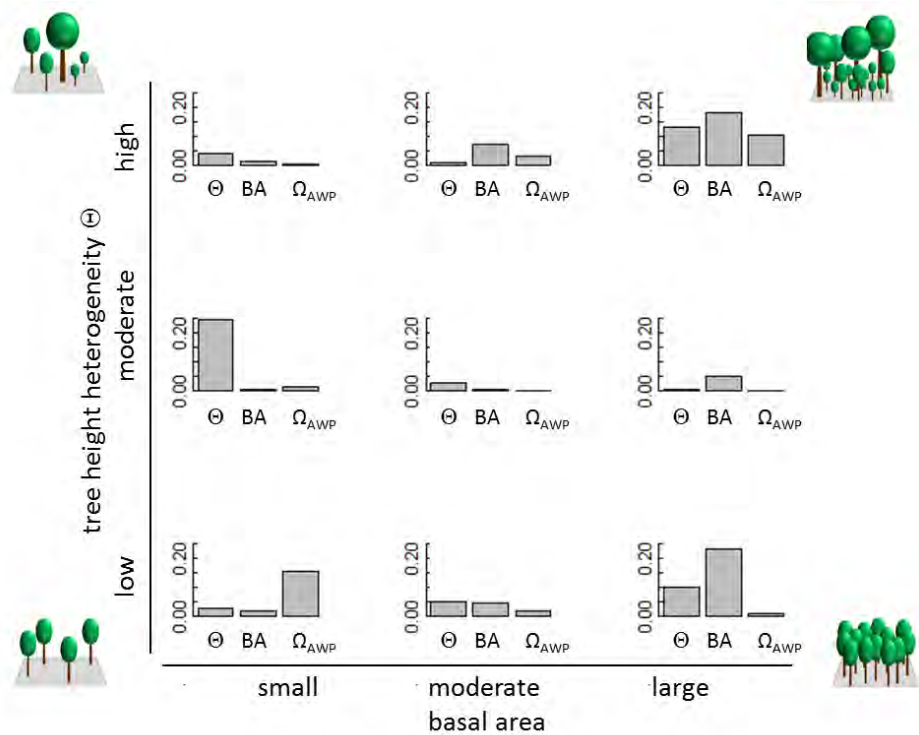 tree height heterogeneity Θ
high
0.00 0.20
Θ BA Ω_AWP
0.00 0.20
Θ BA Ω_AWP
0.00 0.20
Θ BA Ω_AWP
moderate
0.00 0.20
Θ BA Ω_AWP
0.00 0.20
Θ BA Ω_AWP
0.00 0.20
Θ BA Ω_AWP
low
0.00 0.20
Θ BA Ω_AWP
0.00 0.20
Θ BA Ω_AWP
0.00 0.20
Θ BA Ω_AWP
small moderate large
basal area